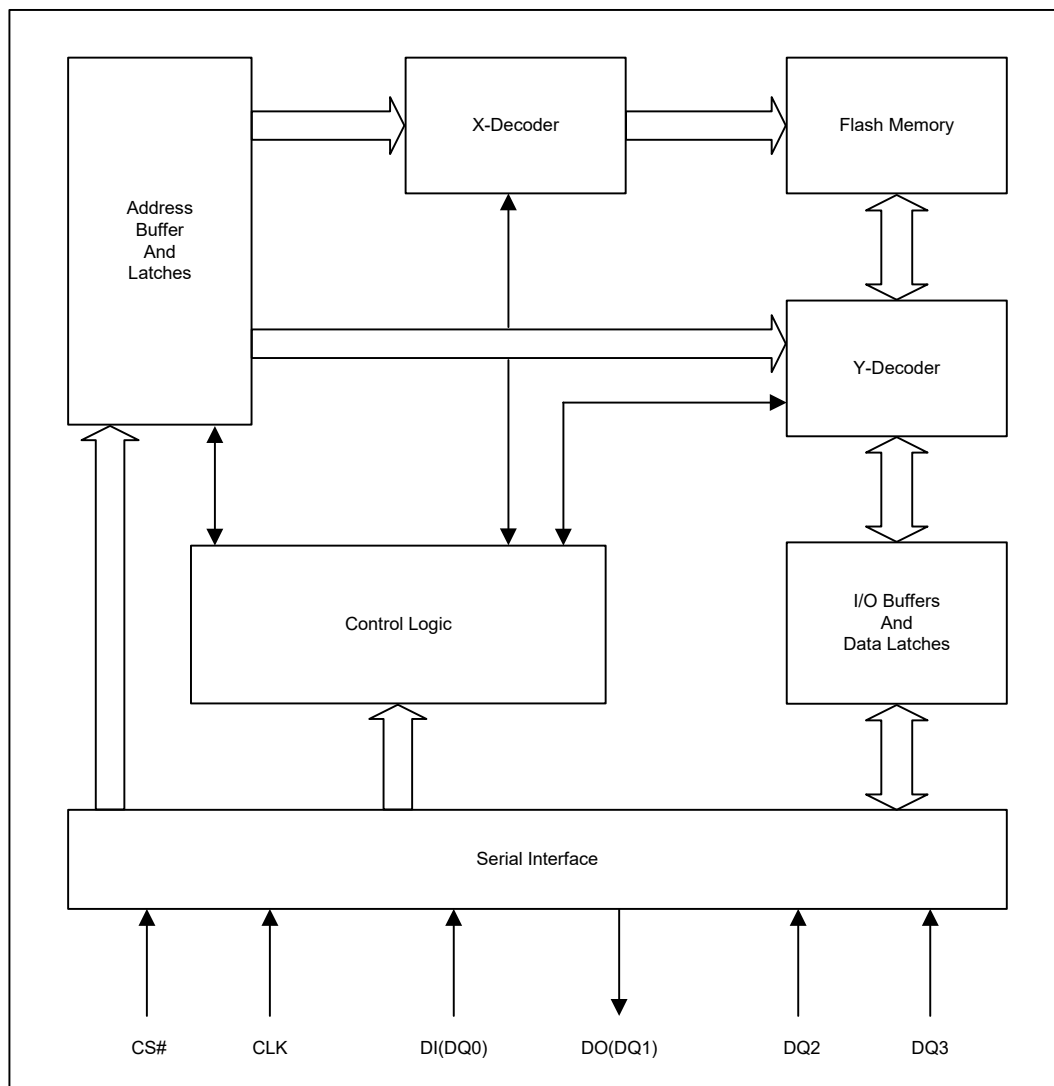 X-Decoder
Flash Memory
Address
Buffer
And
Latches
Y-Decoder
Control Logic
I/O Buffers
And
Data Latches
Serial Interface
CS#
CLK
DI(DQ0)
DO(DQ1)
DQ2
DQ3